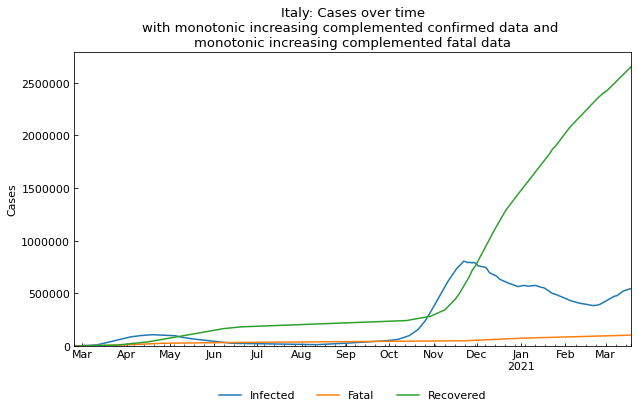 Italy: Cases over time
with monotonic increasing complemented confirmed data and
monotonic increasing complemented fatal data
Cases
2500000
2000000
1500000
1000000
500000
0
Mar Apr May Jun Jul Aug Sep Oct Nov Dec Jan Feb Mar
2021
Infected Fatal Recovered